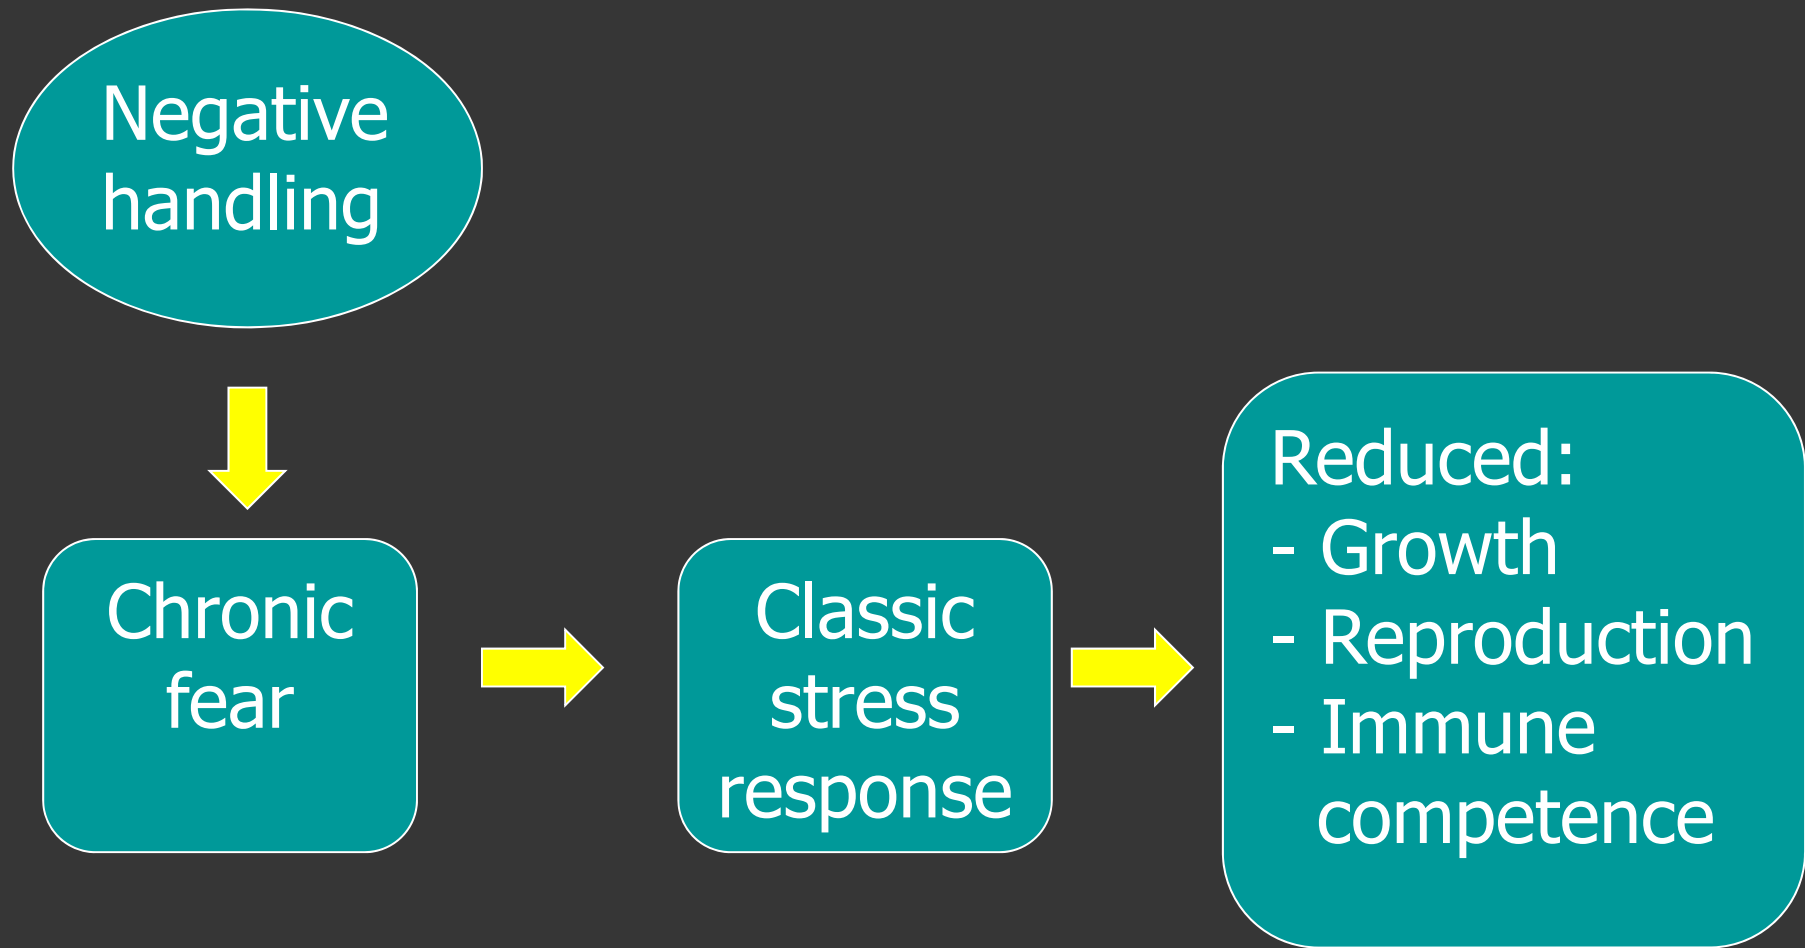 Negative
handling
Chronic
fear
Classic
stress
response
Reduced:
- Growth
- Reproduction
- Immune
competence